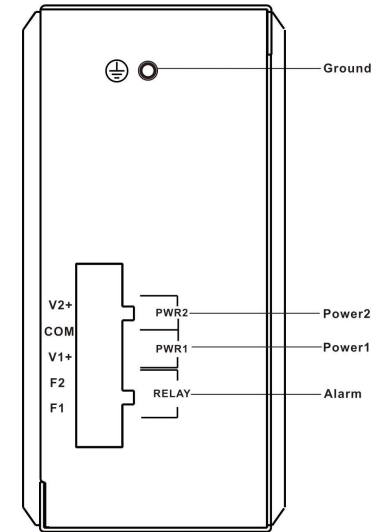 Ground
V2+
PWR2
Power2
COM
PWR1
Power1
V1+
F2
RELAY
Alarm
F1